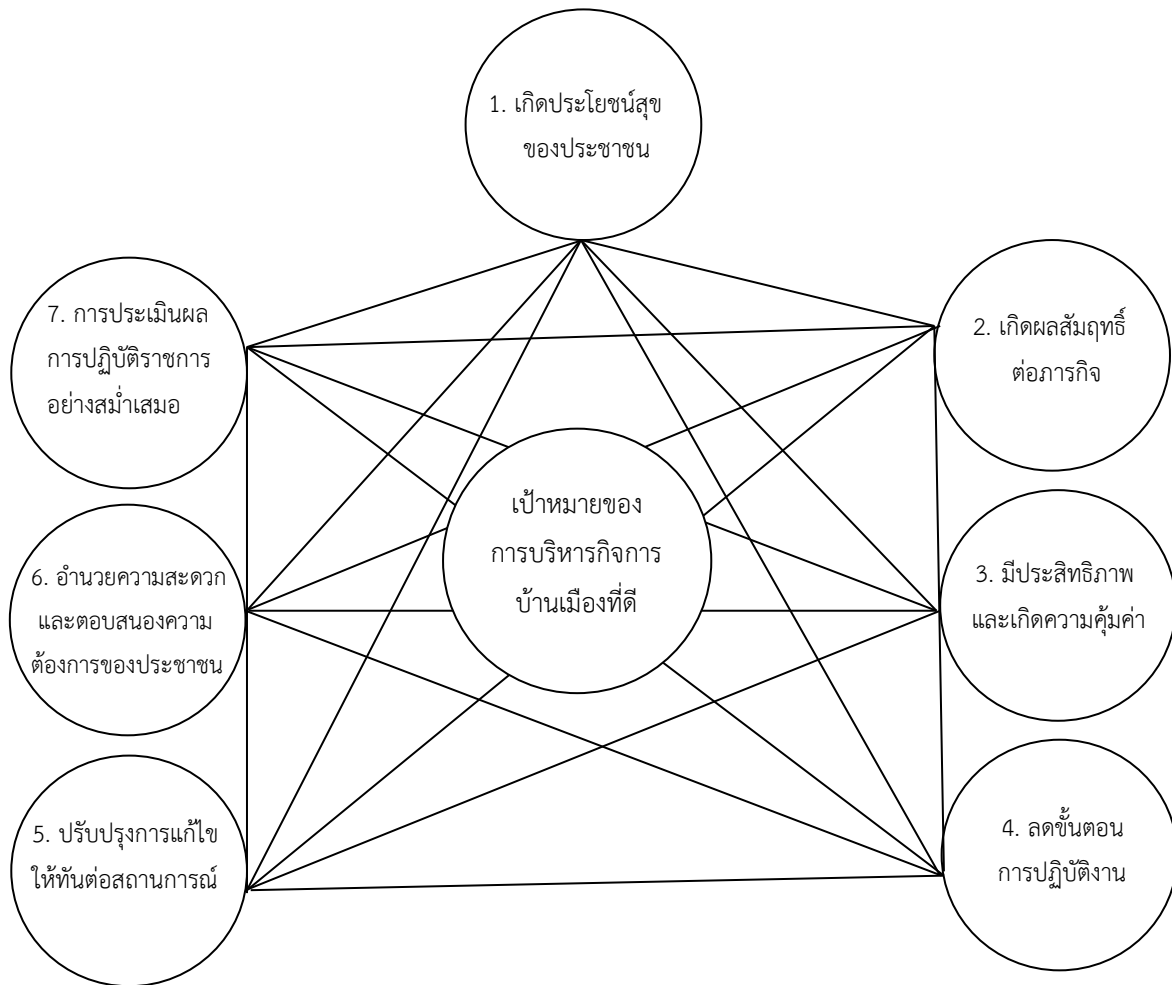 1. เกิดประโยชน์สุข
ของประชาชน
2. เกิดผลสัมฤทธิ์
ต่อภารกิจ
3. มีประสิทธิภาพ
และเกิดความคุ้มค่า
4. ลดขั้นตอน
การปฏิบัติงาน
5. ปรับปรุงการแก้ไข
ให้ทันต่อสถานการณ์
6. อำนวยความสะดวก
และตอบสนองความ
ต้องการของประชาชน
7. การประเมินผล
การปฏิบัติราชการ
อย่างสม่ำเสมอ
เป้าหมายของ
การบริหารกิจการ
บ้านเมืองที่ดี